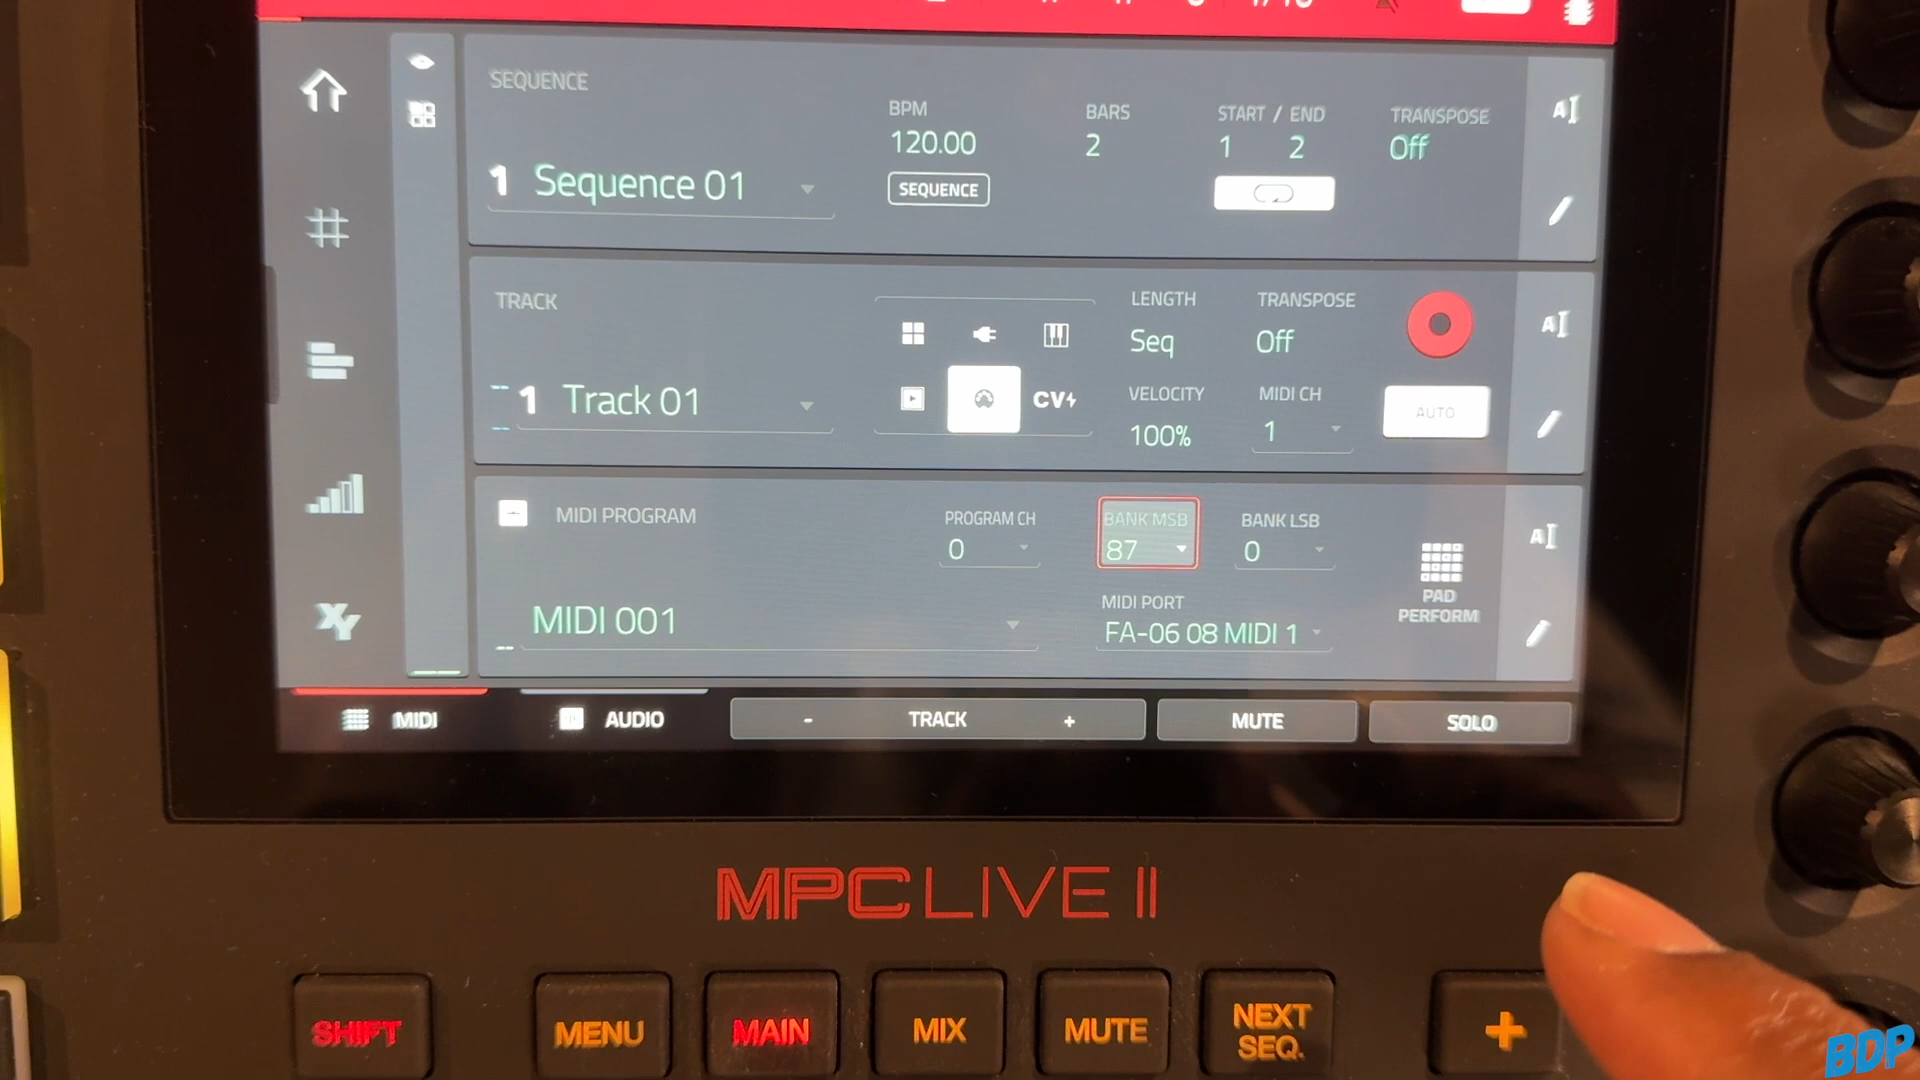 SEQUENCE
BPM
120.00
SEQUENCE
BARS
2
START / END
1 2
TRANSPOSE
Off
1 Sequence 01
TRACK
1 Track 01
CV
LENGTH
Seq
TRANSPOSE
Off
VELOCITY
100%
MIDI CH
1
AUTO
MIDI PROGRAM
PROGRAM CH
0
BANK MSB
87
BANK LSB
0
MIDI 001
MIDI PORT
FA-06 08 MIDI 1
PAD
PERFORM
XY
MIDI
AUDIO
- TRACK +
MUTE
SOLO
MPC LIVE II
SHIFT
MENU
MAIN
MIX
MUTE
NEXT
SEQ.
+
BDP